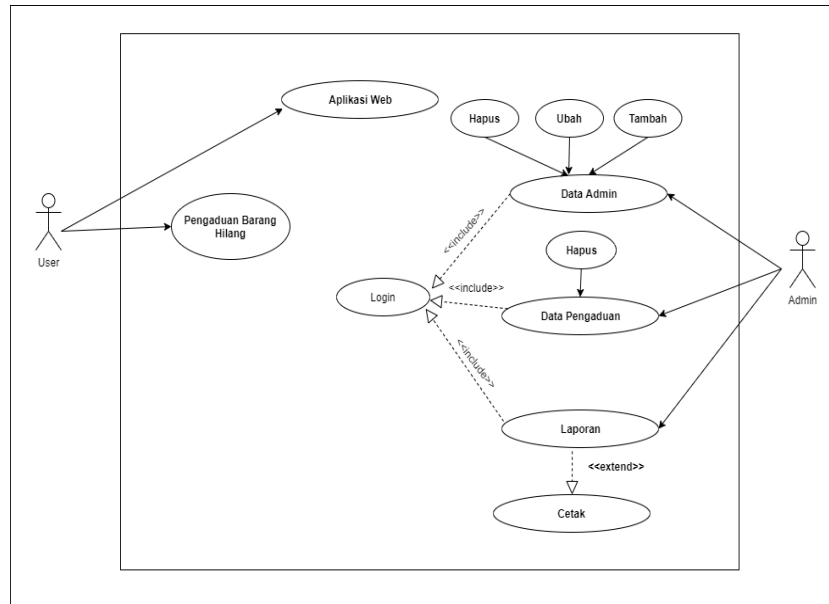 Aplikasi Web
Hapus
Ubah
Tambah
Data Admin
Pengaduan Barang
Hilang
User
<<include>>
Hapus
Admin
Login
<<include>>
Data Pengaduan
<<include>>
Laporan
<<extend>>
Cetak